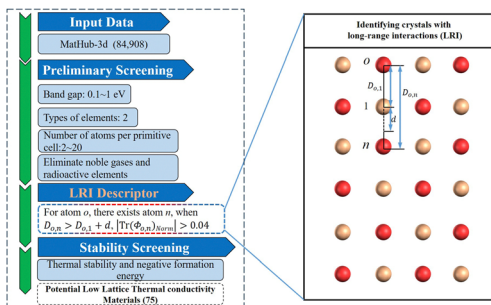 Input Data
MatHub-3d (84,908)
Preliminary Screening
Band gap: 0.1~1 eV
Types of elements: 2
Number of atoms per primitive
cell:2~20
Eliminate noble gases and
radioactive elements
LRI Descriptor
For atom o, there exists atom n, when
D_{o,n} > D_{o,1} + d, |Tr(Φ_{o,n})_{Norm}| > 0.04
Stability Screening
Thermal stability and negative formation
energy
Potential Low Lattice Thermal conductivity
Materials (75)
Identifying crystals with
long-range interactions (LRI)
o
D_{o,1}
D_{o,n}
1
d
n